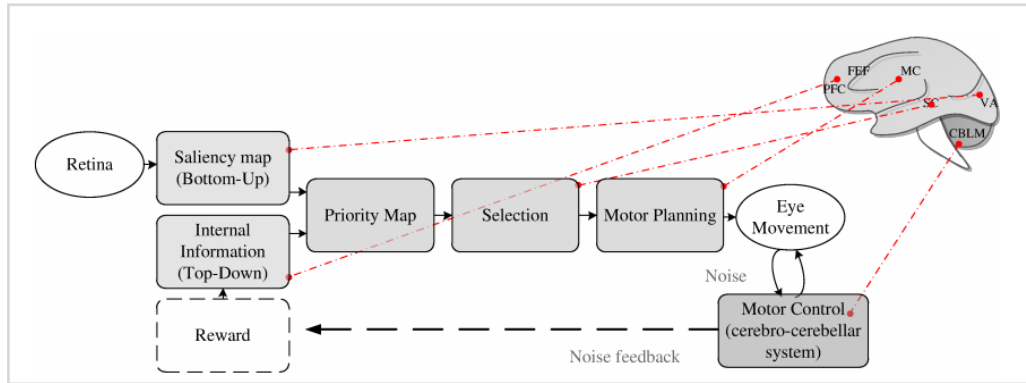 Retina
Saliency map
(Bottom-Up)
Internal
Information
(Top-Down)
Reward
Priority Map
Selection
Motor Planning
Eye
Movement
Noise
Motor Control
(cerebro-cerebellar
system)
Noise feedback
FEF
MC
PFC
SC
VA
CBLM